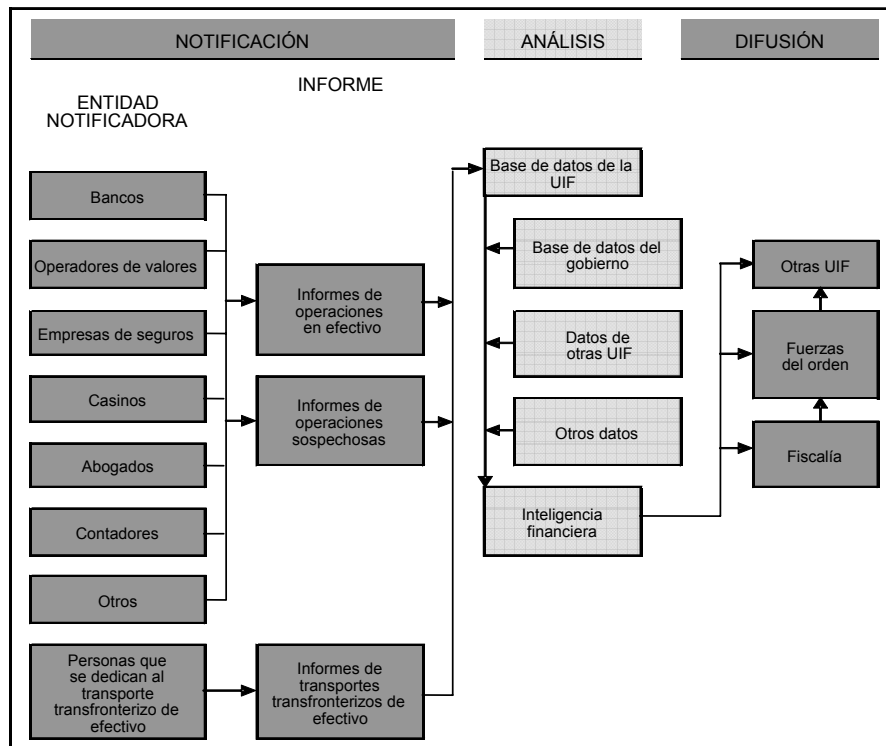 NOTIFICACIÓN
ANÁLISIS
DIFUSIÓN
INFORME
ENTIDAD
NOTIFICADORA
Bancos
Operadores de valores
Empresas de seguros
Casinos
Abogados
Contadores
Otros
Personas que
se dedican al
transporte
transfronterizo de
efectivo
Informes de
operaciones
en efectivo
Informes de
operaciones
sospechosas
Informes de
transportes
transfronterizos de
efectivo
Base de datos de la
UIF
Base de datos del
gobierno
Datos de
otras UIF
Otros datos
Inteligencia
financiera
Otras UIF
Fuerzas
del orden
Fiscalía